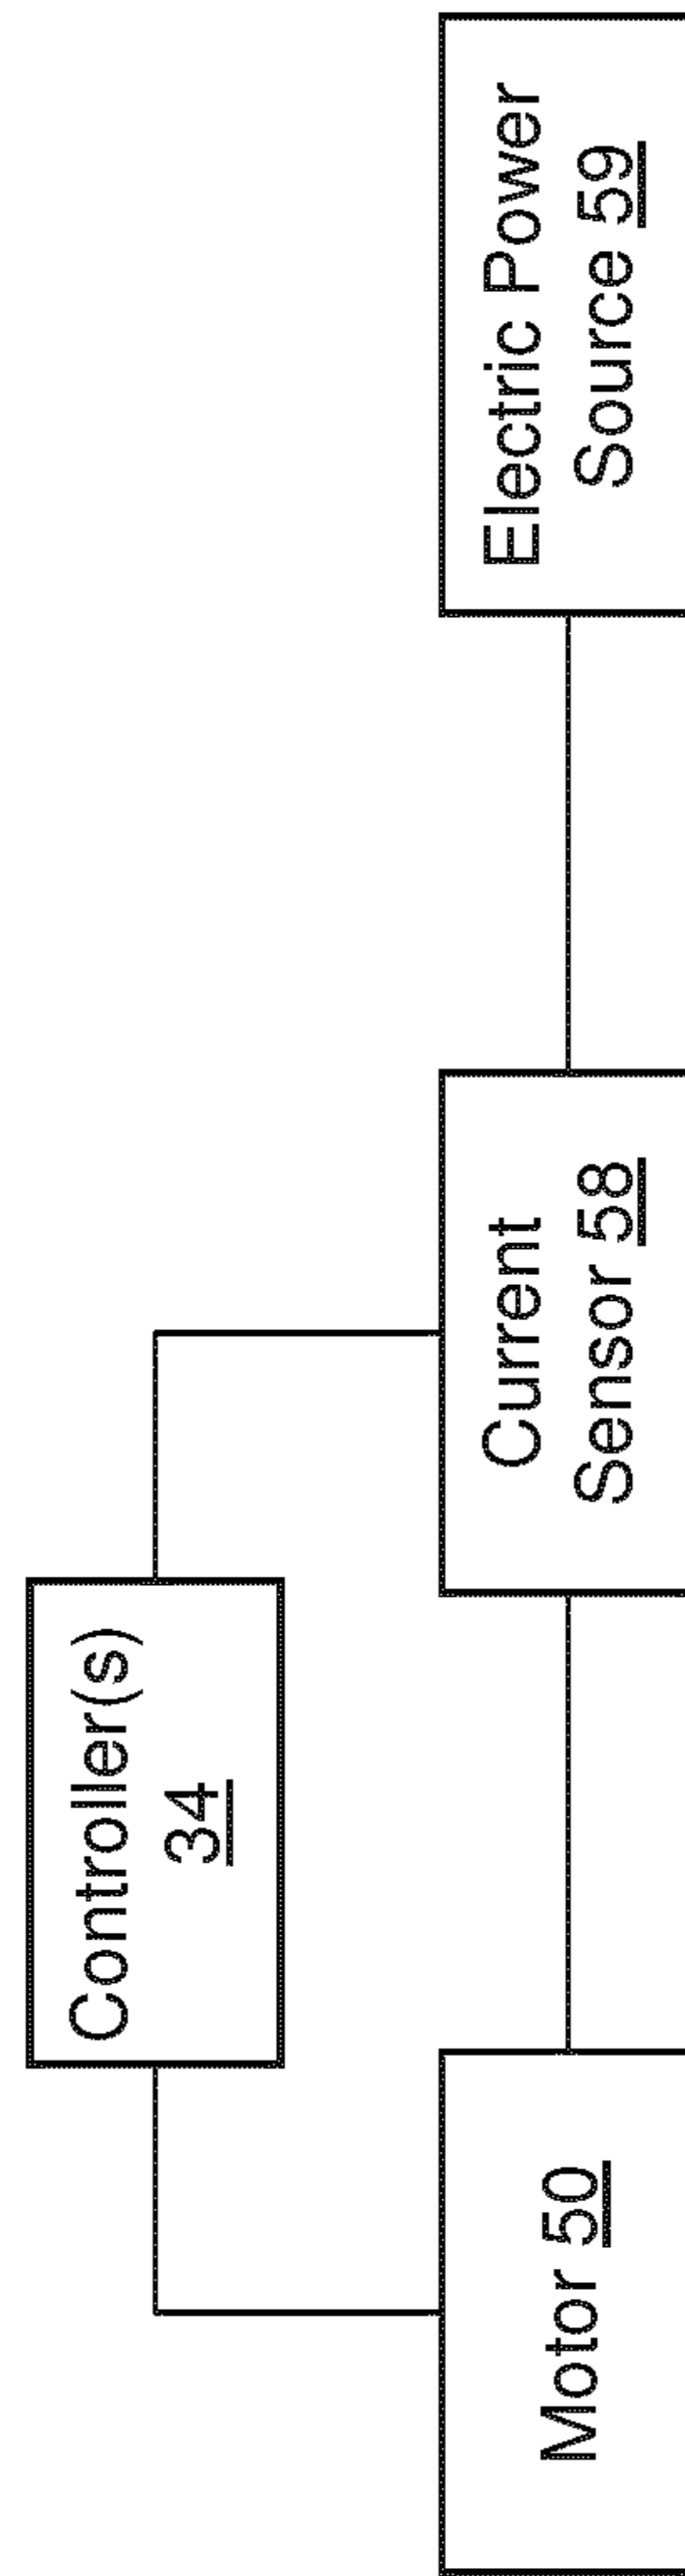 Controller(s)
34
Motor 50
Current
Sensor 58
Electric Power
Source 59